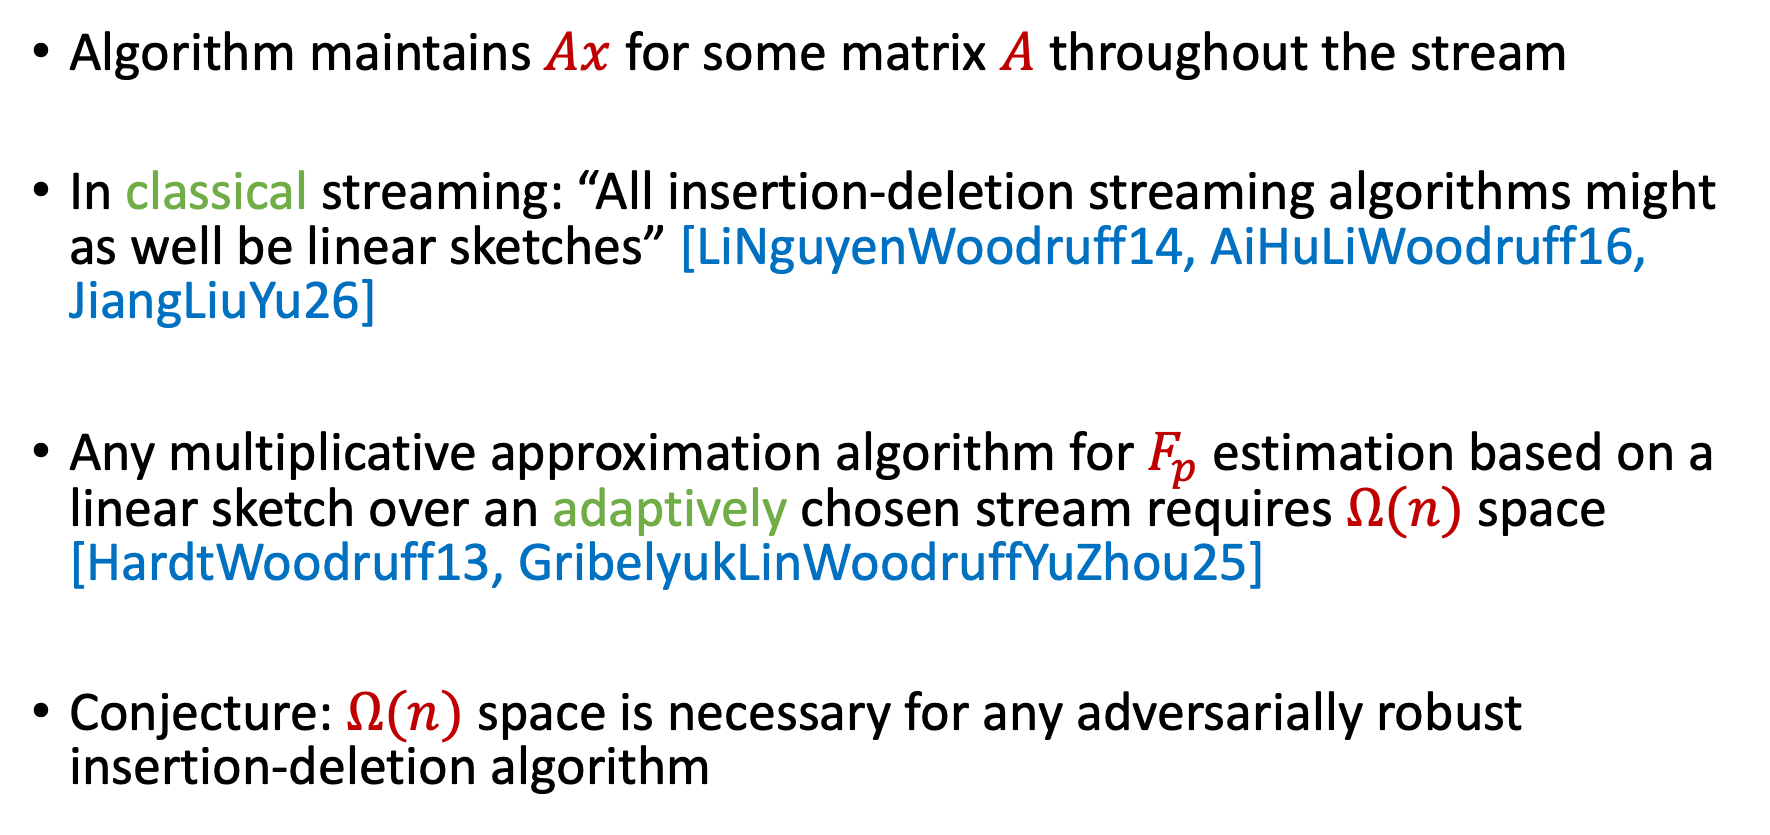 • Algorithm maintains Ax for some matrix A throughout the stream
• In classical streaming: “All insertion-deletion streaming algorithms might
as well be linear sketches” [LiNguyenWoodruff14, AiHuLiWoodruff16,
JiangLiuYu26]
• Any multiplicative approximation algorithm for F_p estimation based on a
linear sketch over an adaptively chosen stream requires Ω(n) space
[HardtWoodruff13, GribelyukLinWoodruffYuZhou25]
• Conjecture: Ω(n) space is necessary for any adversarially robust
insertion-deletion algorithm